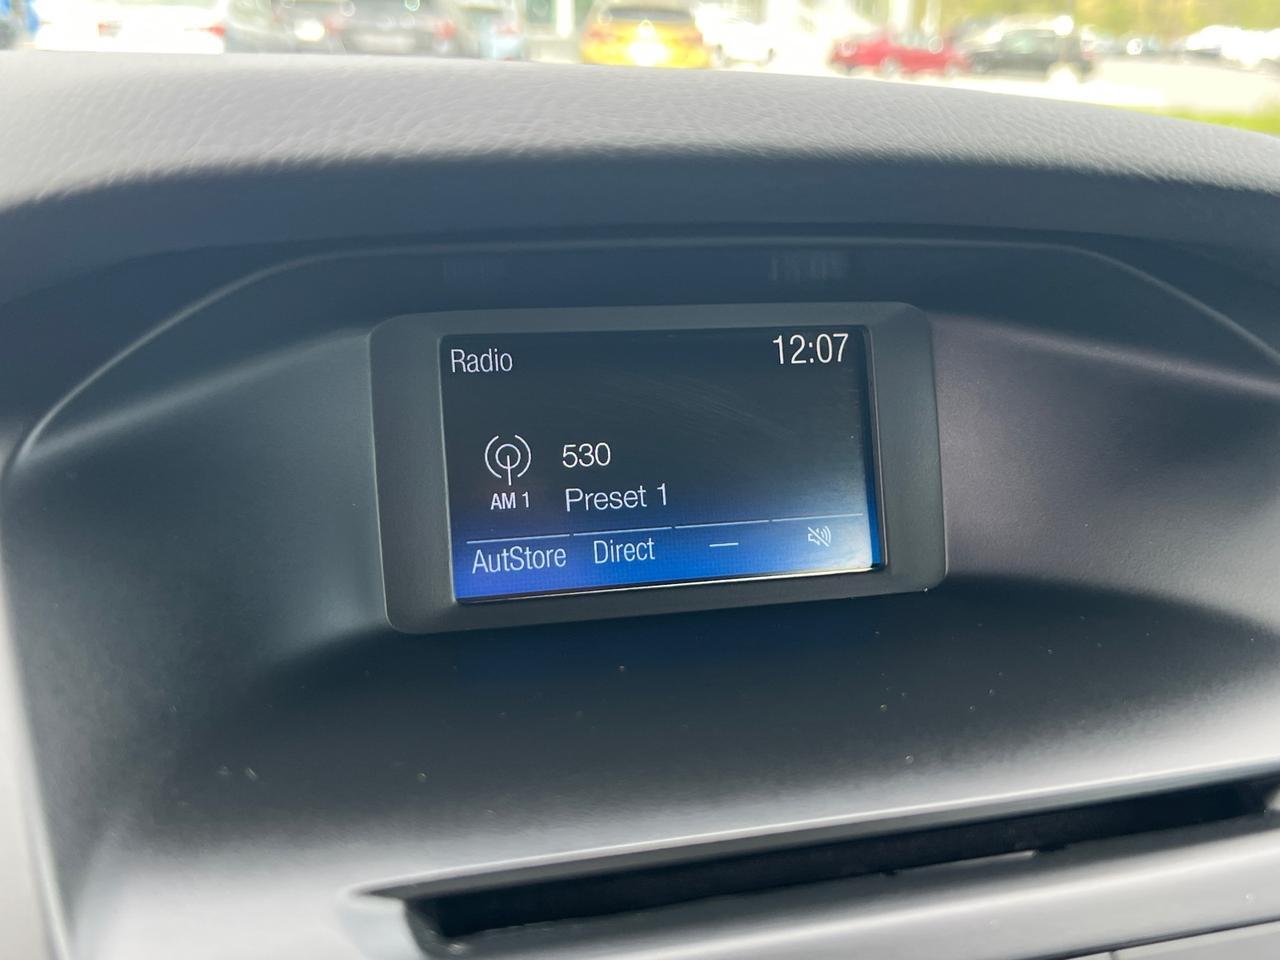 Radio 12:07
530
AM 1 Preset 1
AutStore Direct —